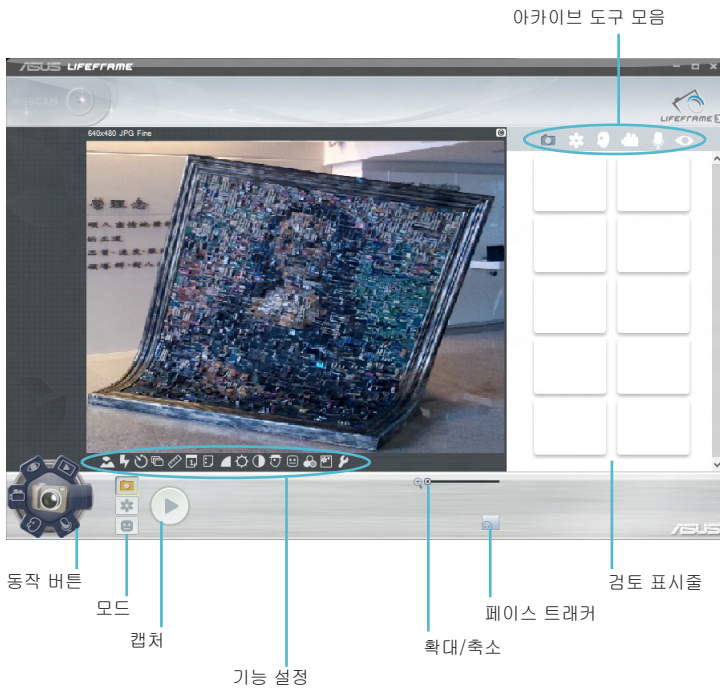 아카이브 도구 모음
ASUS LIFEFRAME
WEBCAM
LIFEFRAME 3
640x480 JPG Fine
ASUS
동작 버튼
모드
캡처
기능 설정
확대/축소
페이스 트래커
검토 표시줄